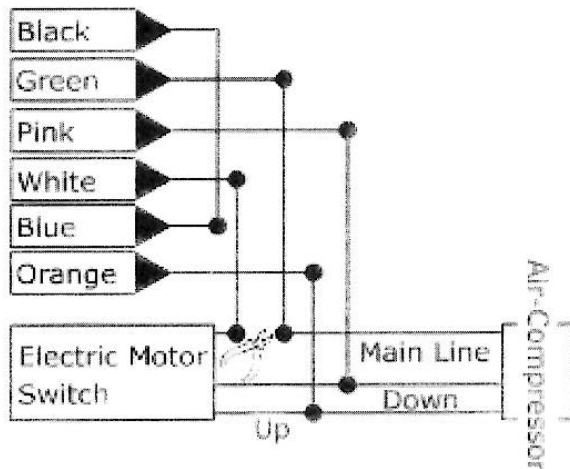 Black
Green
Pink
White
Blue
Orange
Electric Motor
Switch
Main Line
Down
Up
Air-Compressor